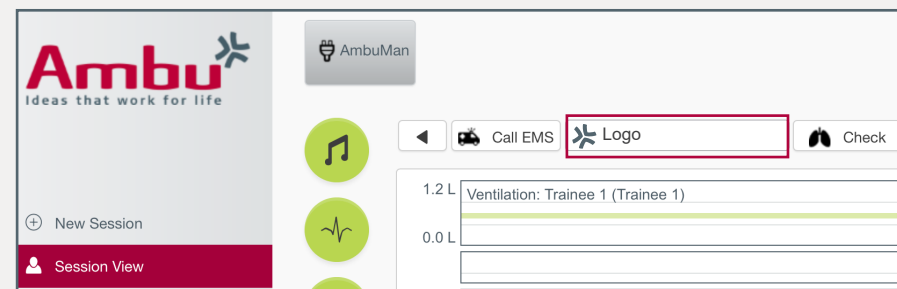 Ambu
Ideas that work for life
AmbuMan
Call EMS
Logo
Check
1.2 L
Ventilation: Trainee 1 (Trainee 1)
0.0 L
New Session
Session View